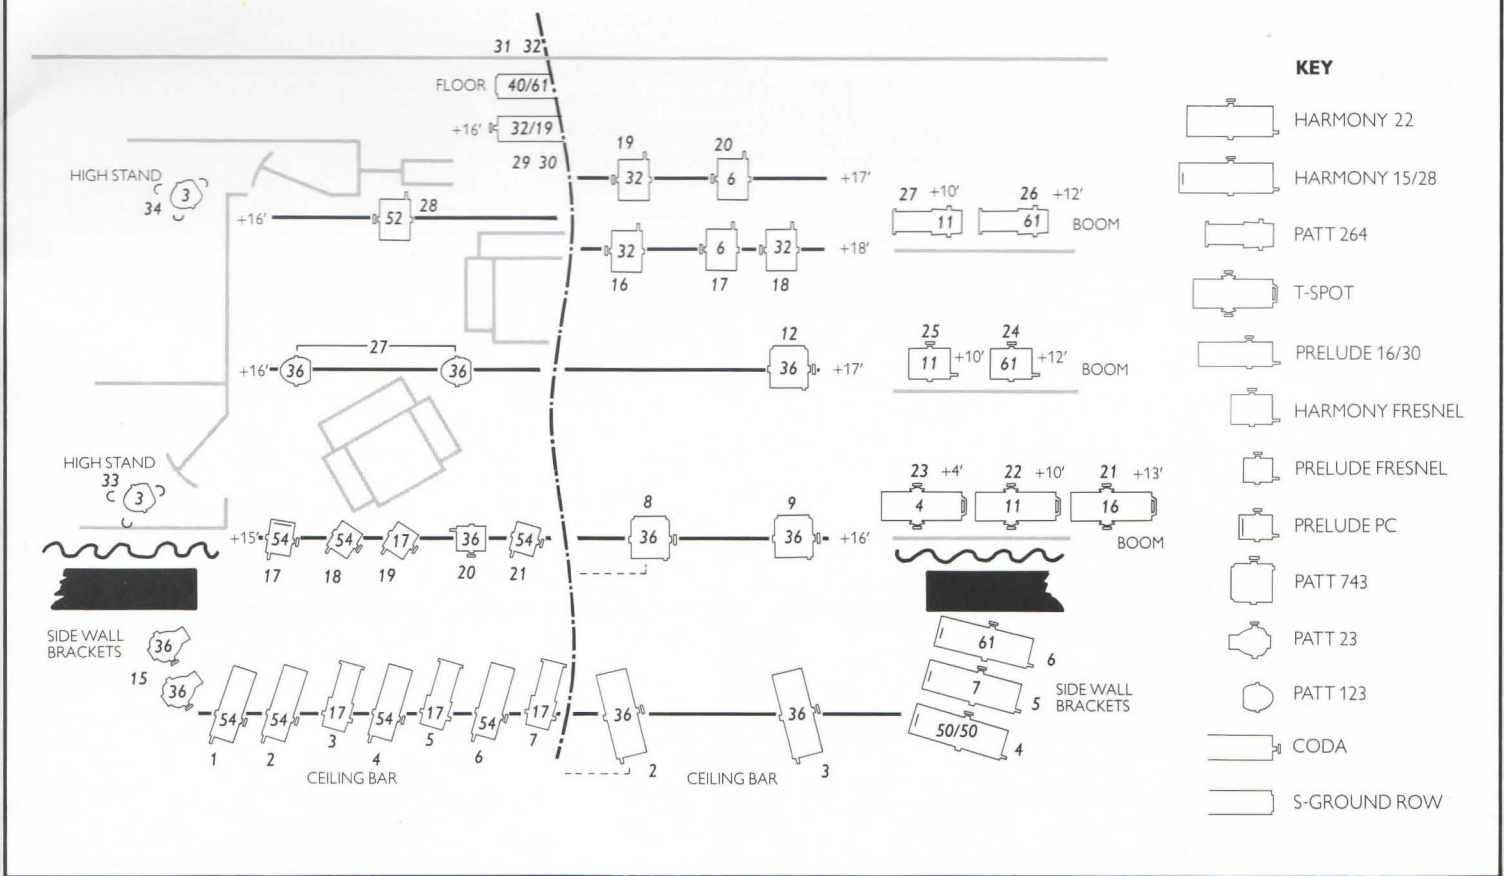 31 32
FLOOR 40/61
+16' 32/19
29 30
19 20
32 6 +17'
HIGH STAND
3
34
+16' 52 28
27 +10' 26 +12'
11 61 BOOM
32 6 32 +18'
16 17 18
27
+16' 36 36
12
36 +17'
25 24
11 +10' 61 +12' BOOM
HIGH STAND
33
3
+15' 54 54 17 36 54
17 18 19 20 21
8 9
36 36 +16'
23 +4' 22 +10' 21 +13'
4 11 16
BOOM
SIDE WALL
BRACKETS
36
15 36
54 54 17 54 17 54 17
1 2 3 4 5 6 7
CEILING BAR
36 36
2 CEILING BAR 3
61 6
7 5
50/50 4
SIDE WALL
BRACKETS
KEY
HARMONY 22
HARMONY 15/28
PATT 264
T-SPOT
PRELUDE 16/30
HARMONY FRESNEL
PRELUDE FRESNEL
PRELUDE PC
PATT 743
PATT 23
PATT 123
CODA
S-GROUND ROW